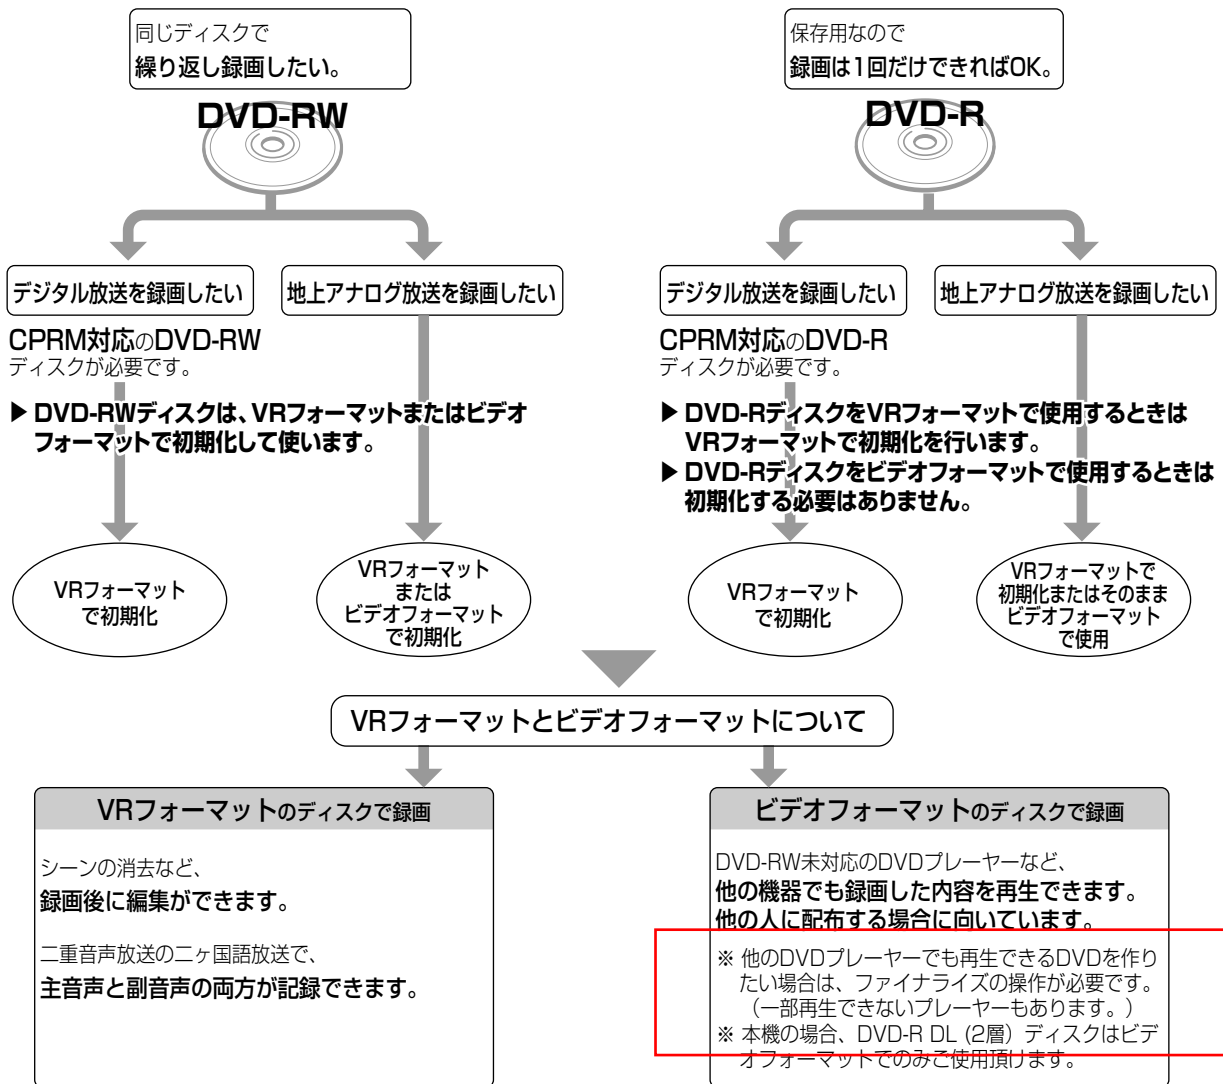 同じディスクで
繰り返し録画したい。
DVD-RW
デジタル放送を録画したい
地上アナログ放送を録画したい
CPRM対応のDVD-RW
ディスクが必要です。
▶ DVD-RWディスクは、VRフォーマットまたはビデオ
フォーマットで初期化して使います。
VRフォーマット
で初期化
VRフォーマット
または
ビデオフォーマット
で初期化
保存用なので
録画は1回だけできればOK。
DVD-R
デジタル放送を録画したい
地上アナログ放送を録画したい
CPRM対応のDVD-R
ディスクが必要です。
▶ DVD-RディスクをVRフォーマットで使用するときは
VRフォーマットで初期化を行います。
▶ DVD-Rディスクをビデオフォーマットで使用するときは
初期化する必要はありません。
VRフォーマット
で初期化
VRフォーマットで
初期化またはそのまま
ビデオフォーマット
で使用
VRフォーマットとビデオフォーマットについて
VRフォーマットのディスクで録画
シーンの消去など、
録画後に編集ができます。
二重音声放送の二ヶ国語放送で、
主音声と副音声の両方が記録できます。
ビデオフォーマットのディスクで録画
DVD-RW未対応のDVDプレーヤーなど、
他の機器でも録画した内容を再生できます。
他の人に配布する場合に向いています。
※ 他のDVDプレーヤーでも再生できるDVDを作り
たい場合は、ファイナライズの操作が必要です。
（一部再生できないプレーヤーもあります。）
※ 本機の場合、DVD-R DL (2層）ディスクはビデ
オフォーマットでのみご使用頂けます。